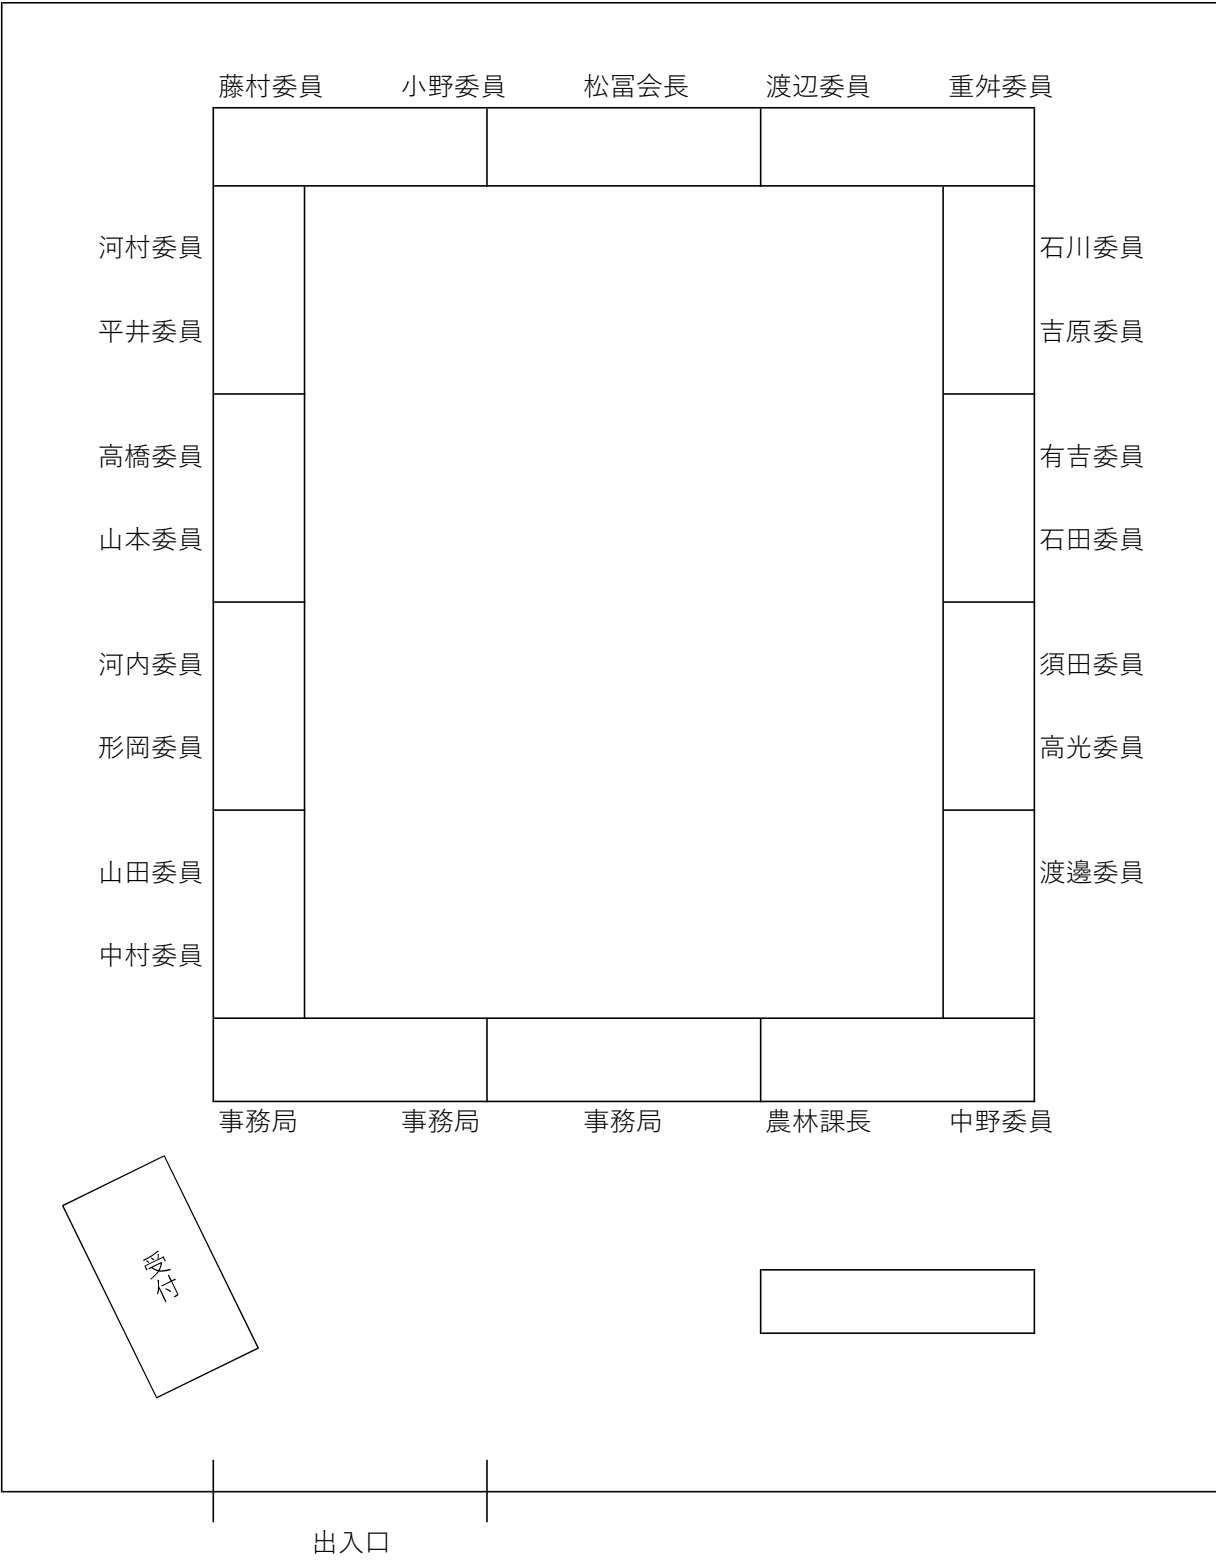 藤村委員 小野委員 松冨会長 渡辺委員 重舛委員
河村委員 石川委員
平井委員 吉原委員
高橋委員 有吉委員
山本委員 石田委員
河内委員 須田委員
形岡委員 高光委員
山田委員 渡邊委員
中村委員
事務局 事務局 事務局 農林課長 中野委員
受付
出入口